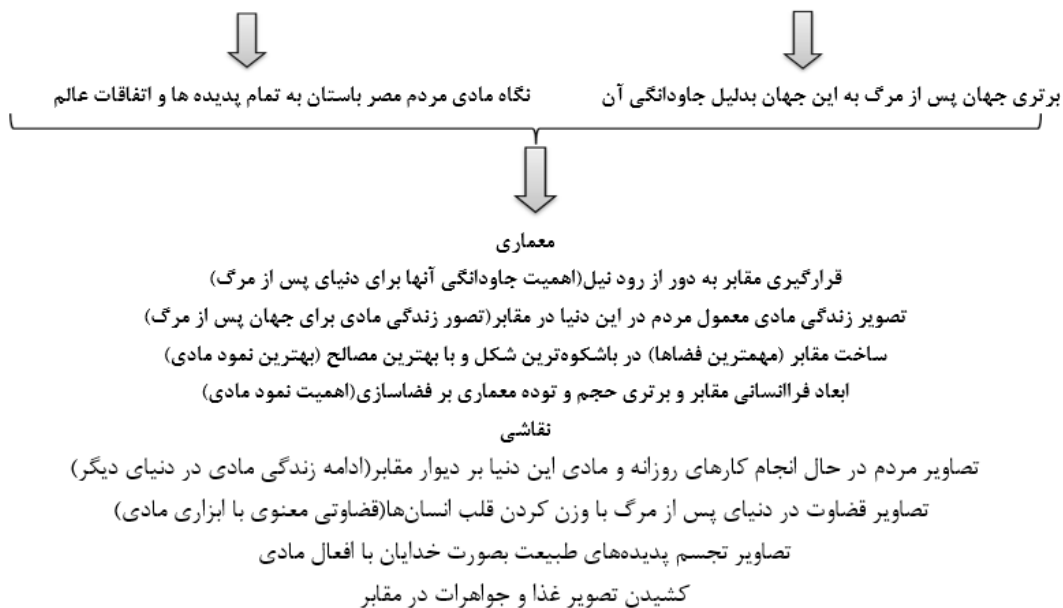 برتری جهان پس از مرگ به این جهان بدلیل جاودانگی آن
نگاه مادی مردم مصر باستان به تمام پدیده ها و اتفاقات عالم
معماری
قرارگیری مقابر به دور از رود نیل(اهمیت جاودانگی آنها برای دنیای پس از مرگ)
تصویر زندگی مادی معمول مردم در این دنیا در مقابر(تصور زندگی مادی برای جهان پس از مرگ)
ساخت مقابر (مهمترین فضاها) در باشکوه‌ترین شکل و با بهترین مصالح (بهترین نمود مادی)
ابعاد فراانسانی مقابر و برتری حجم و توده معماری بر فضاسازی(اهمیت نمود مادی)
نقاشی
تصاویر مردم در حال انجام کارهای روزانه و مادی این دنیا بر دیوار مقابر(ادامه زندگی مادی در دنیای دیگر)
تصاویر قضاوت در دنیای پس از مرگ با وزن کردن قلب انسان‌ها(قضاوتی معنوی با ابزاری مادی)
تصاویر تجسم پدیده‌های طبیعت بصورت خدایان با افعال مادی
کشیدن تصویر غذا و جواهرات در مقابر